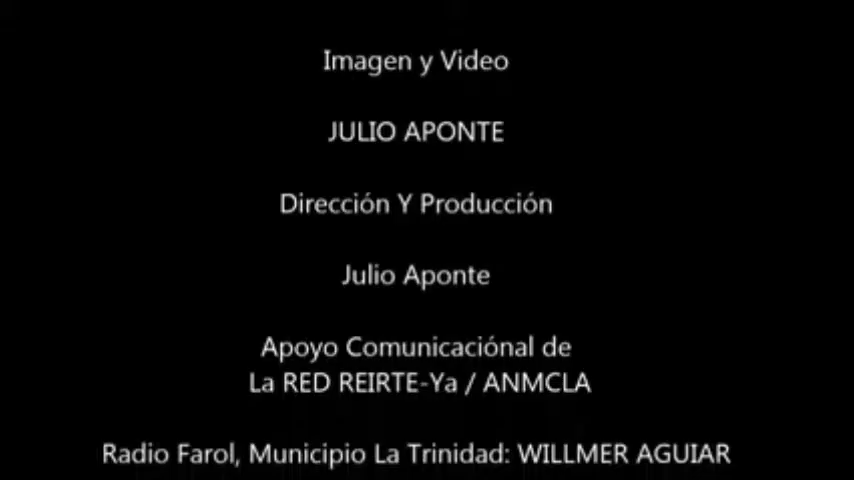 Imagen y Video
JULIO APONTE
Dirección Y Producción
Julio Aponte
Apoyo Comunicaciónal de
La RED REIRTE-Ya / ANMCLA
Radio Farol, Municipio La Trinidad: WILLMER AGUIAR